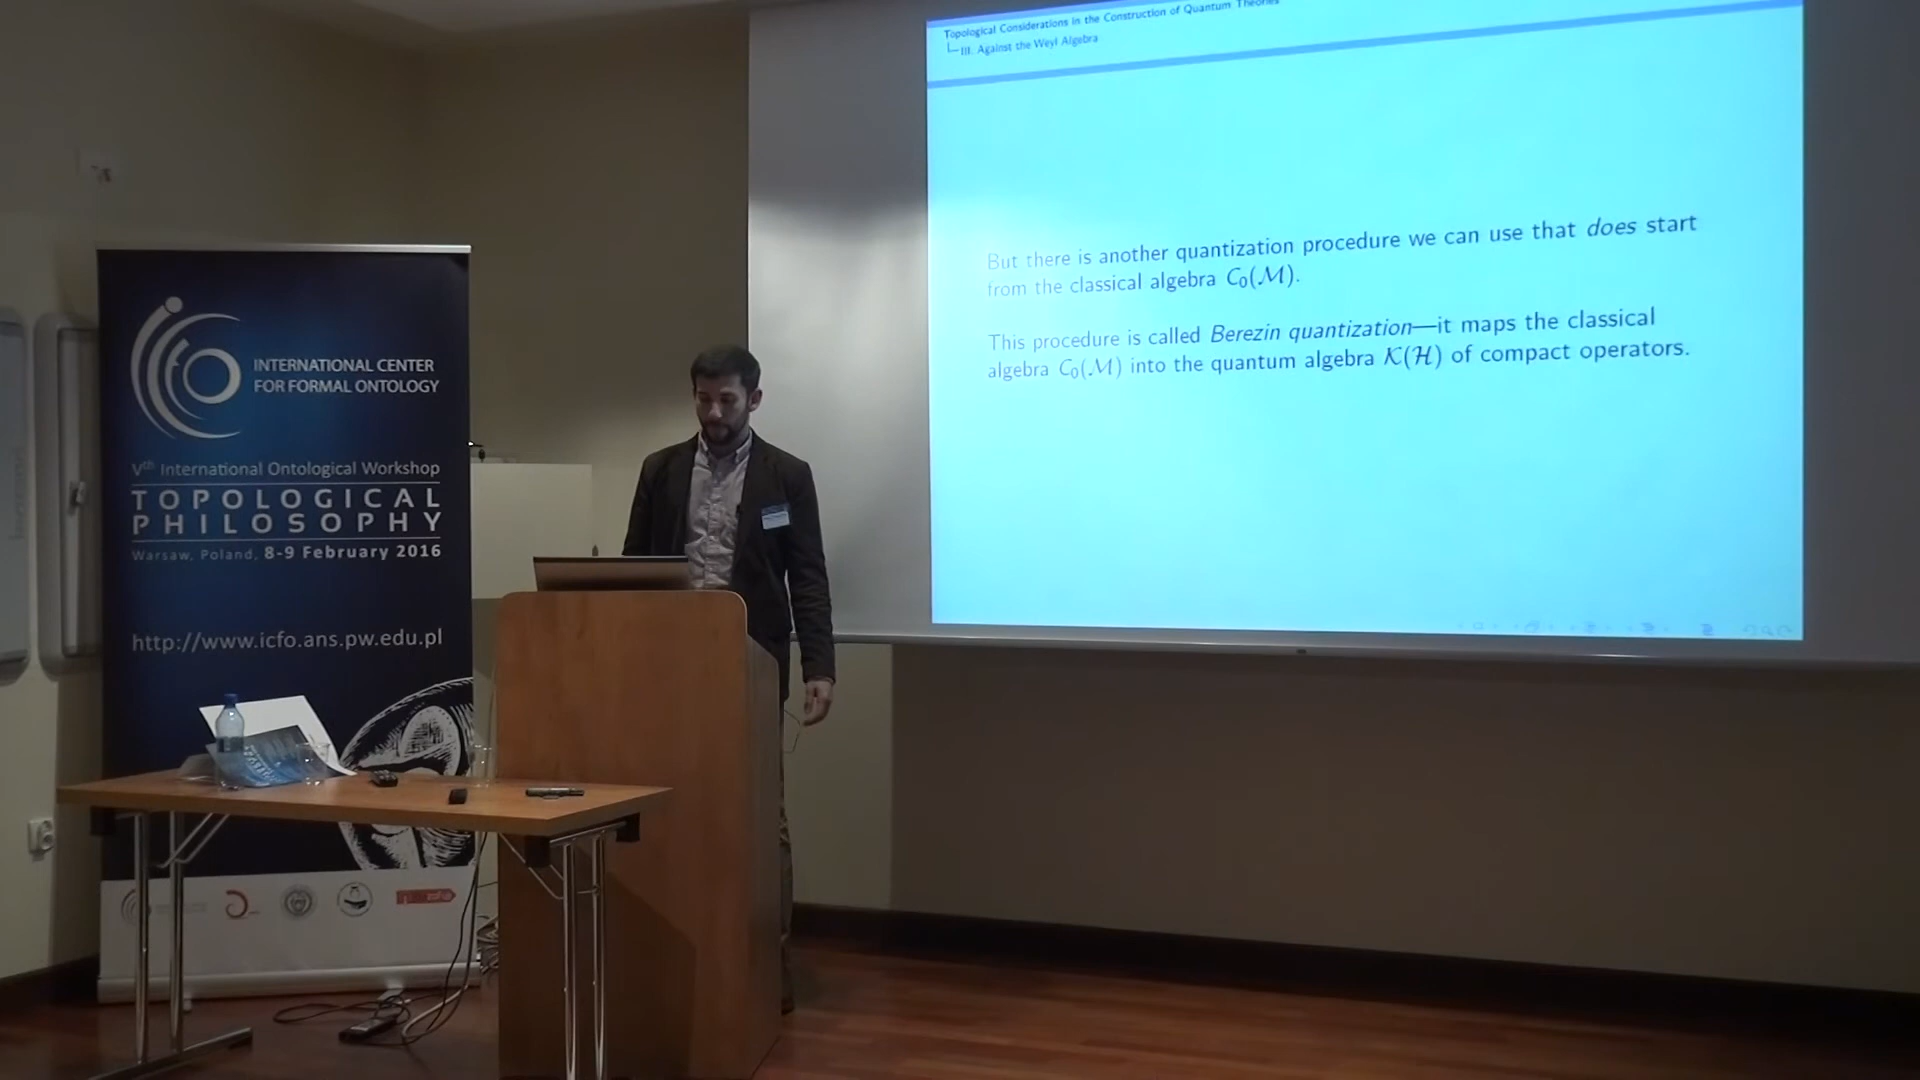 Topological Considerations in the Construction of Quantum Theories
III. Against the Weyl Algebra
But there is another quantization procedure we can use that does start
from the classical algebra C₀(ℳ).
This procedure is called Berezin quantization—it maps the classical
algebra C₀(ℳ) into the quantum algebra 𝒦(ℋ) of compact operators.
INTERNATIONAL CENTER
FOR FORMAL ONTOLOGY
Vth International Ontological Workshop
TOPOLOGICAL
PHILOSOPHY
Warsaw, Poland, 8-9 February 2016
http://www.icfo.ans.pw.edu.pl